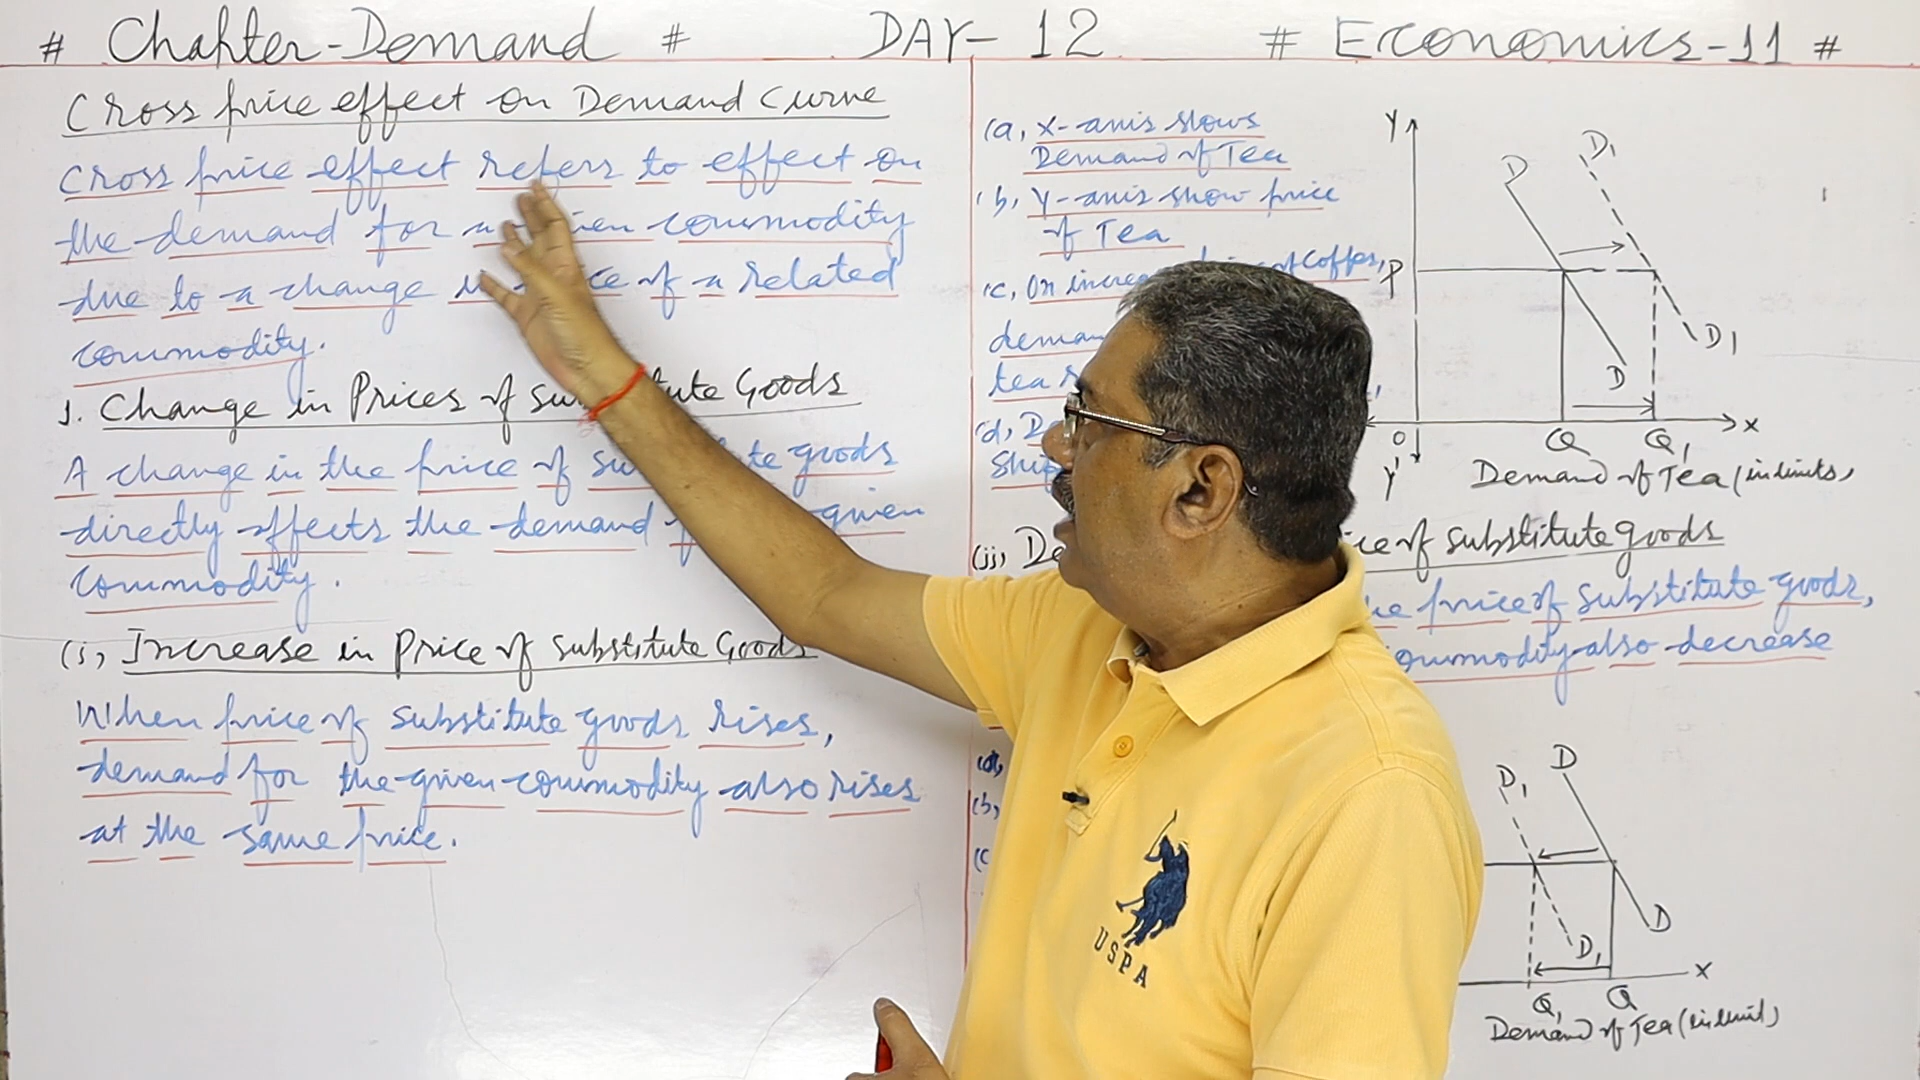 # Chapter-Demand # DAY-12 # Economics-11 #
Cross price effect on Demand Curve
Cross price effect refers to effect on
the demand for a commodity
due to a change of a Related
commodity.
1. Change in Prices of Goods
A change in the price of goods
directly affects the demand given
commodity.
(i) Increase in Price of substitute Goods
When price of substitute goods rises,
demand for the given commodity also rises
at the same price.
(a) X-axis shows
Demand of Tea
(b) Y-axis show price
of Tea
(c) On Coffee,
tea
(d)
(ii) of substitute goods
price of substitute goods,
commodity also decrease
(a)
(b)
(c)
Y
D D1
P
D1
D
O Q Q1 X
Y'
Demand of Tea (in units)
D1 D
D
D1
X
Q1 Q
Demand of Tea (in unit)
USPA